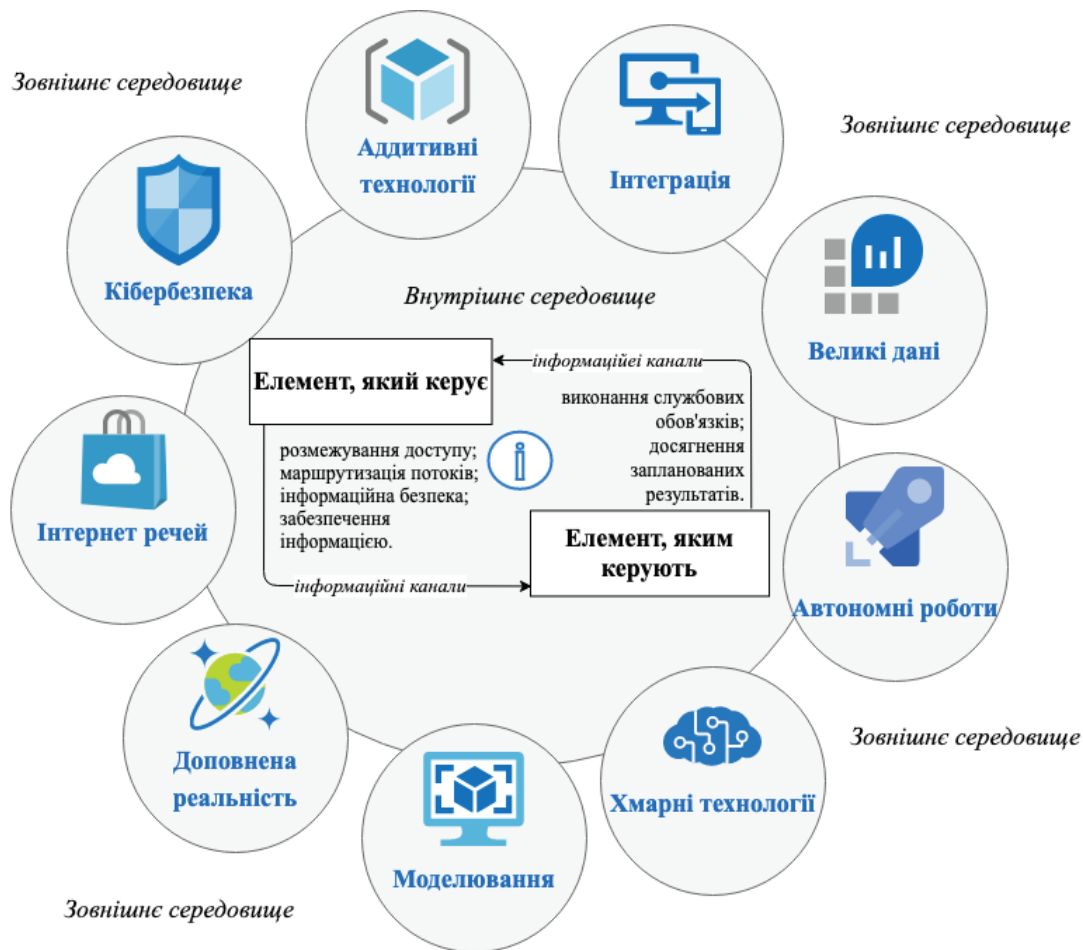 Зовнішнє середовище
Аддитивні
технології
Інтеграція
Зовнішнє середовище
Кібербезпека
Великі дані
Внутрішнє середовище
Елемент, який керує
інформаційеі канали
виконання службових
обов'язків;
досягнення
запланованих
результатів.
розмежування доступу;
маршрутизація потоків;
інформаційна безпека;
забезпечення
інформацією.
Інтернет речей
Елемент, яким
керують
інформаційні канали
Автономні роботи
Доповнена
реальність
Моделювання
Хмарні технології
Зовнішнє середовище
Зовнішнє середовище